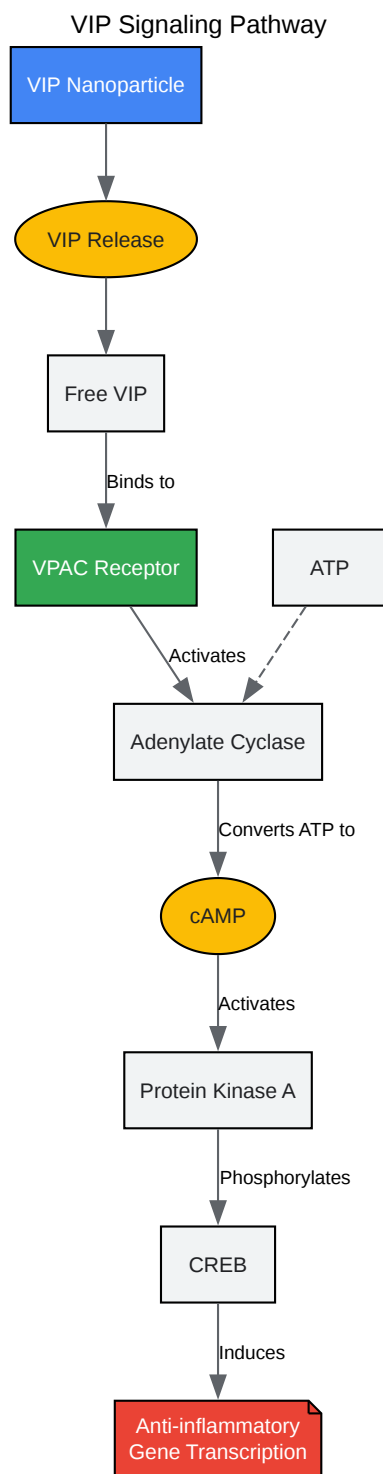 VIP Signaling Pathway
VIP Nanoparticle
VIP Release
Free VIP
Binds to
VPAC Receptor
ATP
Activates
Adenylate Cyclase
Converts ATP to
cAMP
Activates
Protein Kinase A
Phosphorylates
CREB
Induces
Anti-inflammatory
Gene Transcription